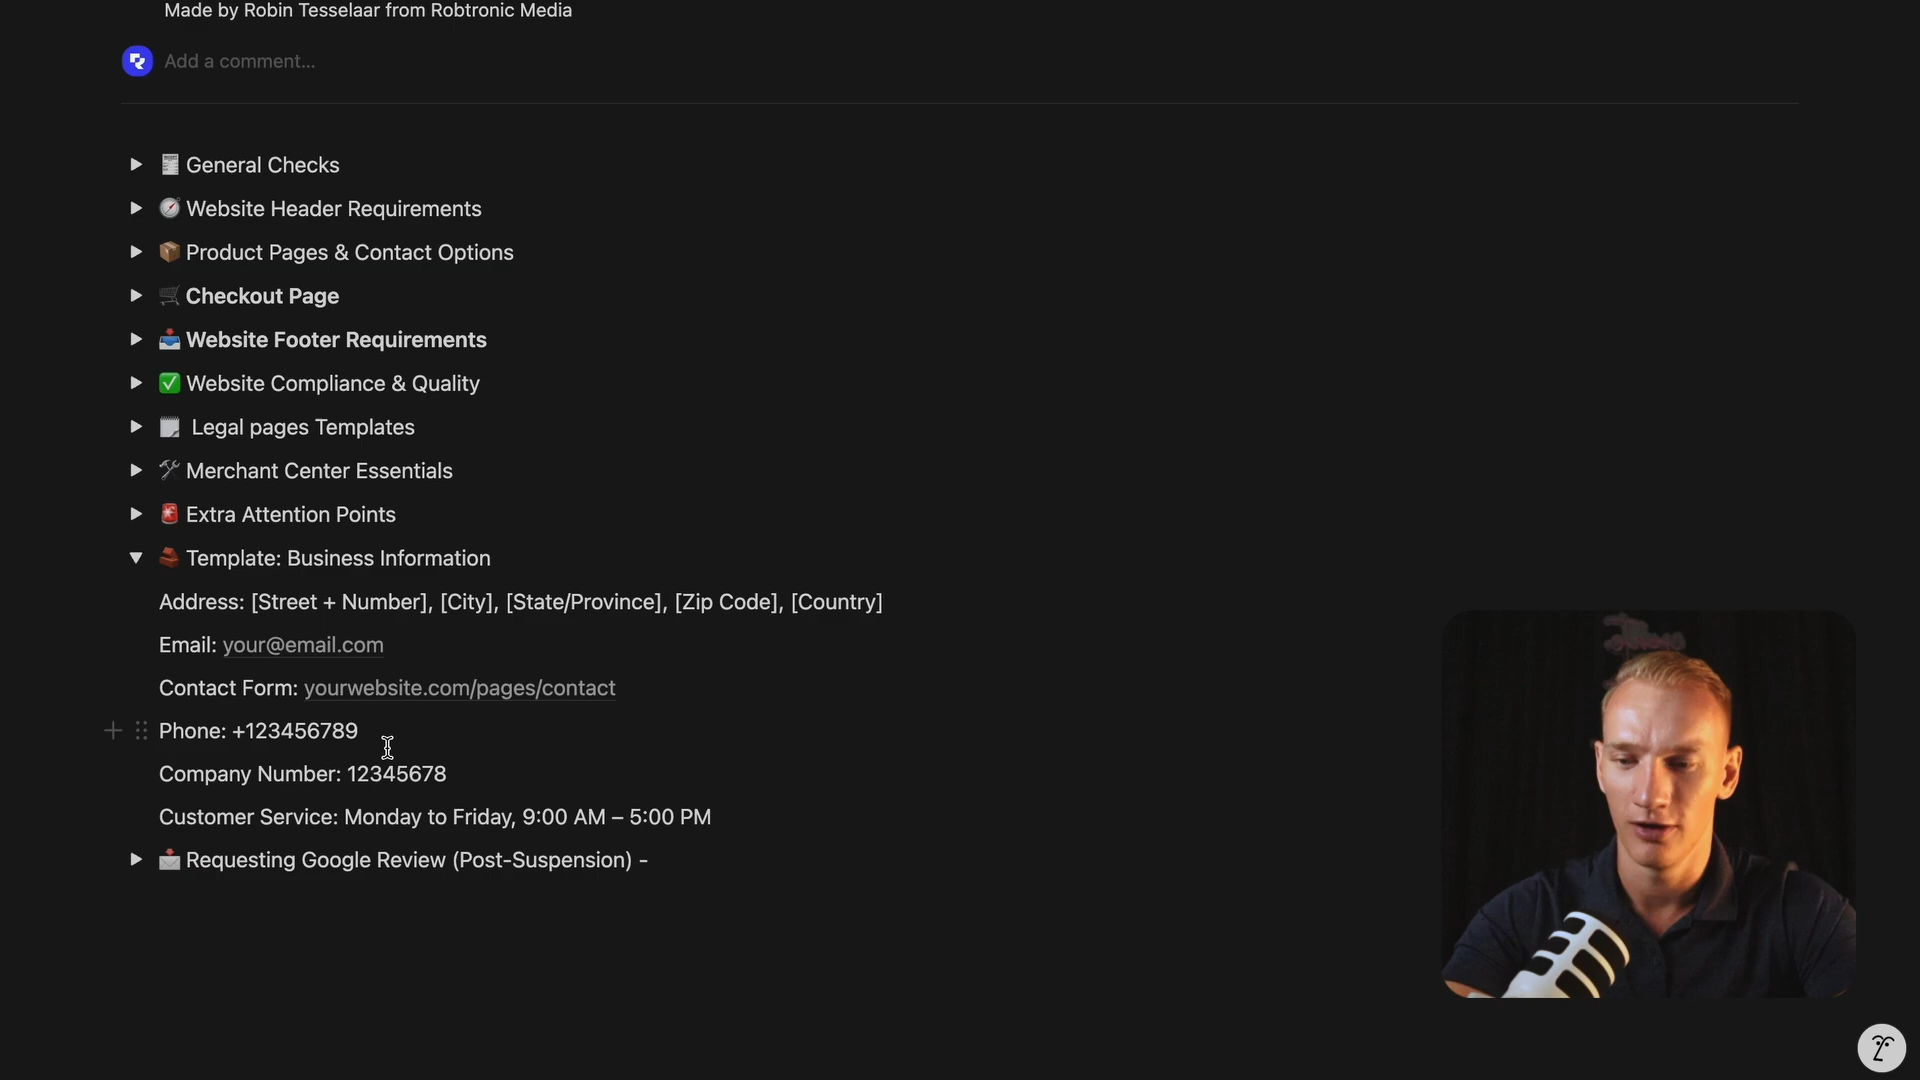 Made by Robin Tesselaar from Robtronic Media
Add a comment...
General Checks
Website Header Requirements
Product Pages & Contact Options
Checkout Page
Website Footer Requirements
Website Compliance & Quality
Legal pages Templates
Merchant Center Essentials
Extra Attention Points
Template: Business Information
Address: [Street + Number], [City], [State/Province], [Zip Code], [Country]
Email: your@email.com
Contact Form: yourwebsite.com/pages/contact
Phone: +123456789
Company Number: 12345678
Customer Service: Monday to Friday, 9:00 AM – 5:00 PM
Requesting Google Review (Post-Suspension) -